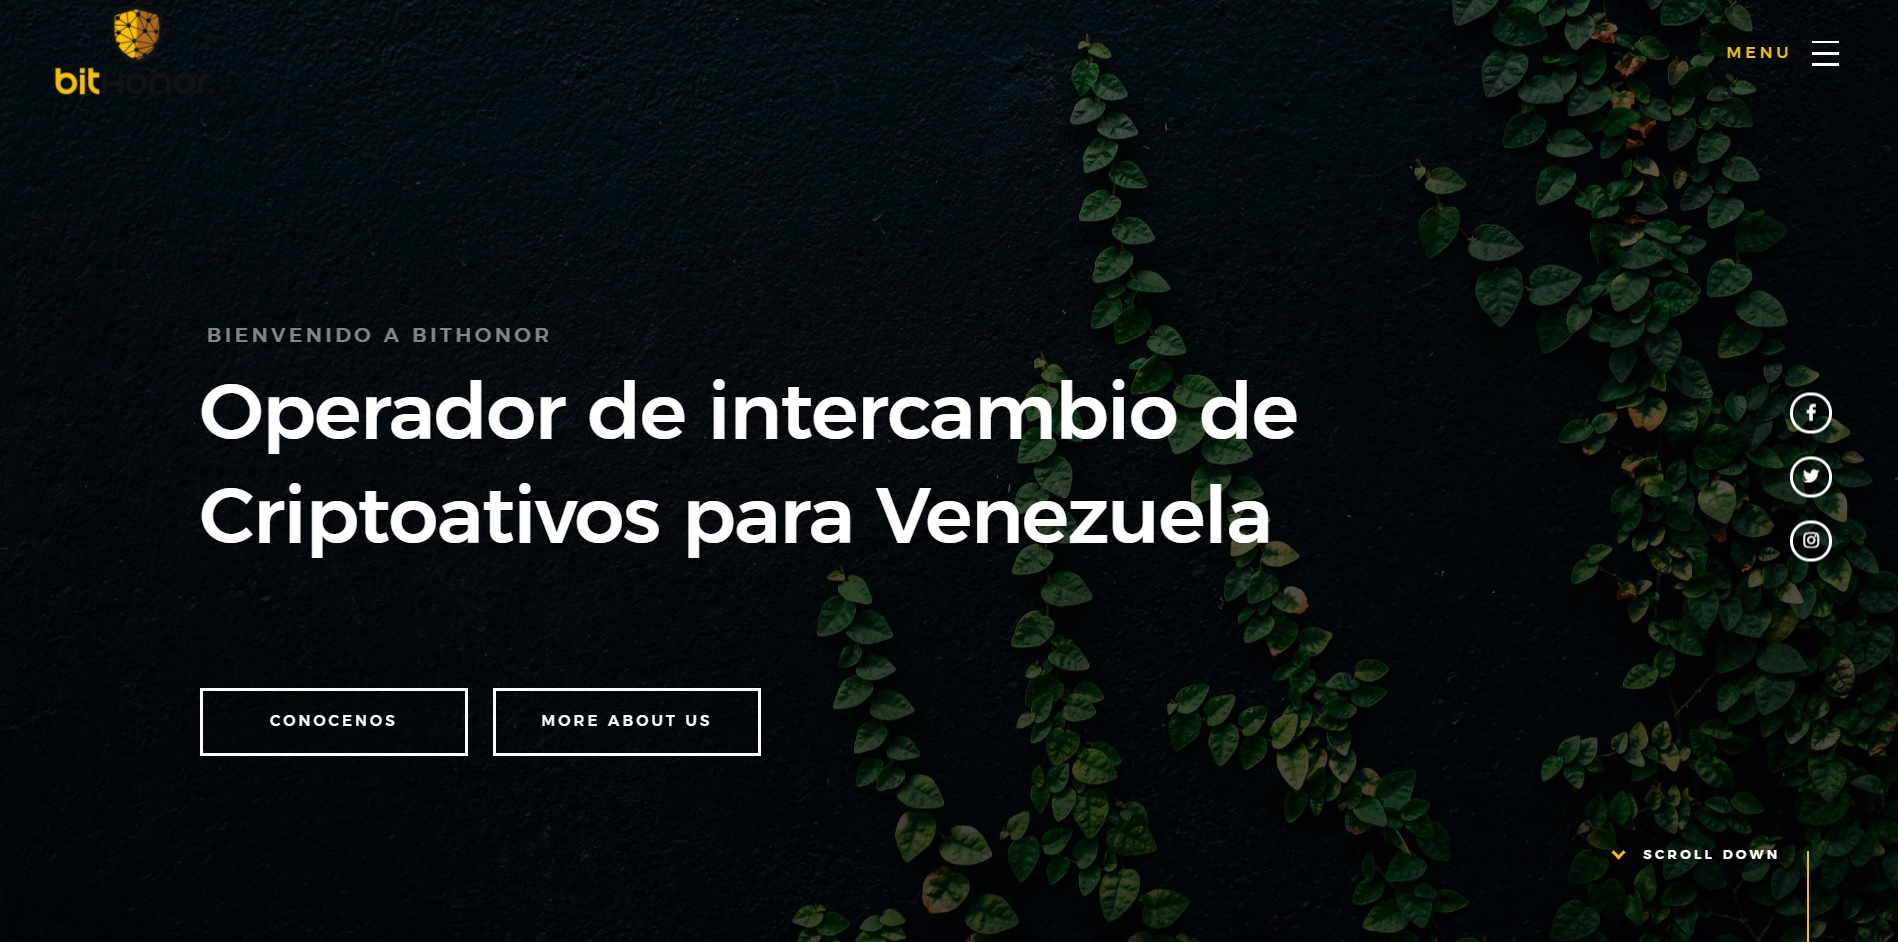 bitHonor
MENU
BIENVENIDO A BITHONOR
Operador de intercambio de
Criptoativos para Venezuela
CONOCENOS
MORE ABOUT US
SCROLL DOWN